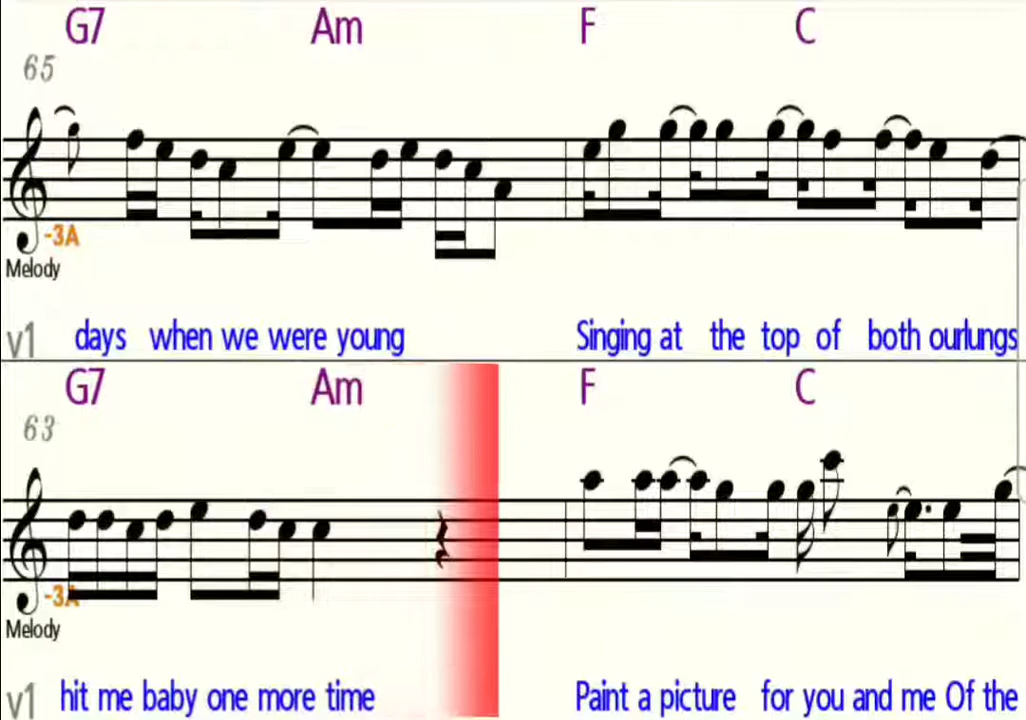 G7 Am F C
65
-3A
Melody
v1 days when we were young Singing at the top of both ourlungs
G7 Am F C
63
-3A
Melody
v1 hit me baby one more time Paint a picture for you and me Of the